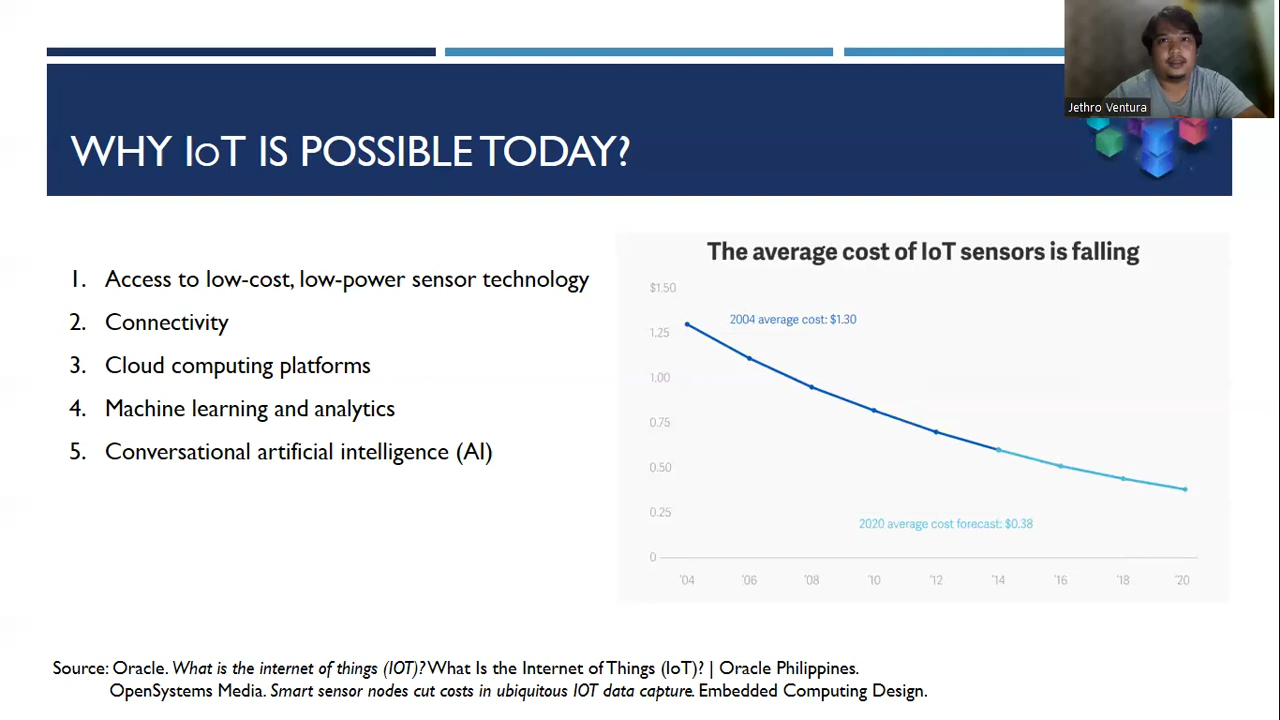 Jethro Ventura
WHY IoT IS POSSIBLE TODAY?
1. Access to low-cost, low-power sensor technology
2. Connectivity
3. Cloud computing platforms
4. Machine learning and analytics
5. Conversational artificial intelligence (AI)
The average cost of IoT sensors is falling
$1.50
2004 average cost: $1.30
1.25
1.00
0.75
0.50
0.25
2020 average cost forecast: $0.38
0
'04 '06 '08 '10 '12 '14 '16 '18 '20
Source: Oracle. What is the internet of things (IOT)? What Is the Internet of Things (IoT)? | Oracle Philippines.
OpenSystems Media. Smart sensor nodes cut costs in ubiquitous IOT data capture. Embedded Computing Design.